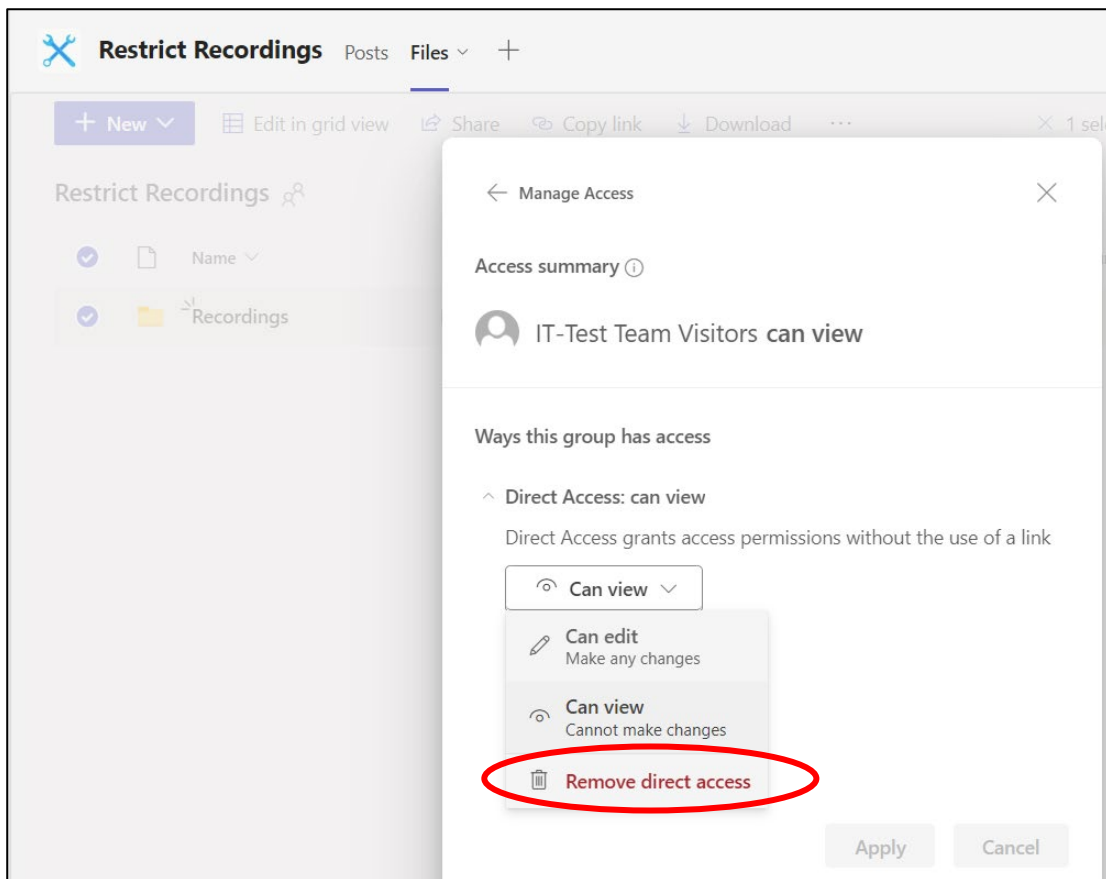 Restrict Recordings Posts Files
New Edit in grid view Share Copy link Download ... 1 sel
Restrict Recordings
Name
Recordings
Manage Access
Access summary
IT-Test Team Visitors can view
Ways this group has access
Direct Access: can view
Direct Access grants access permissions without the use of a link
Can view
Can edit
Make any changes
Can view
Cannot make changes
Remove direct access
Apply Cancel